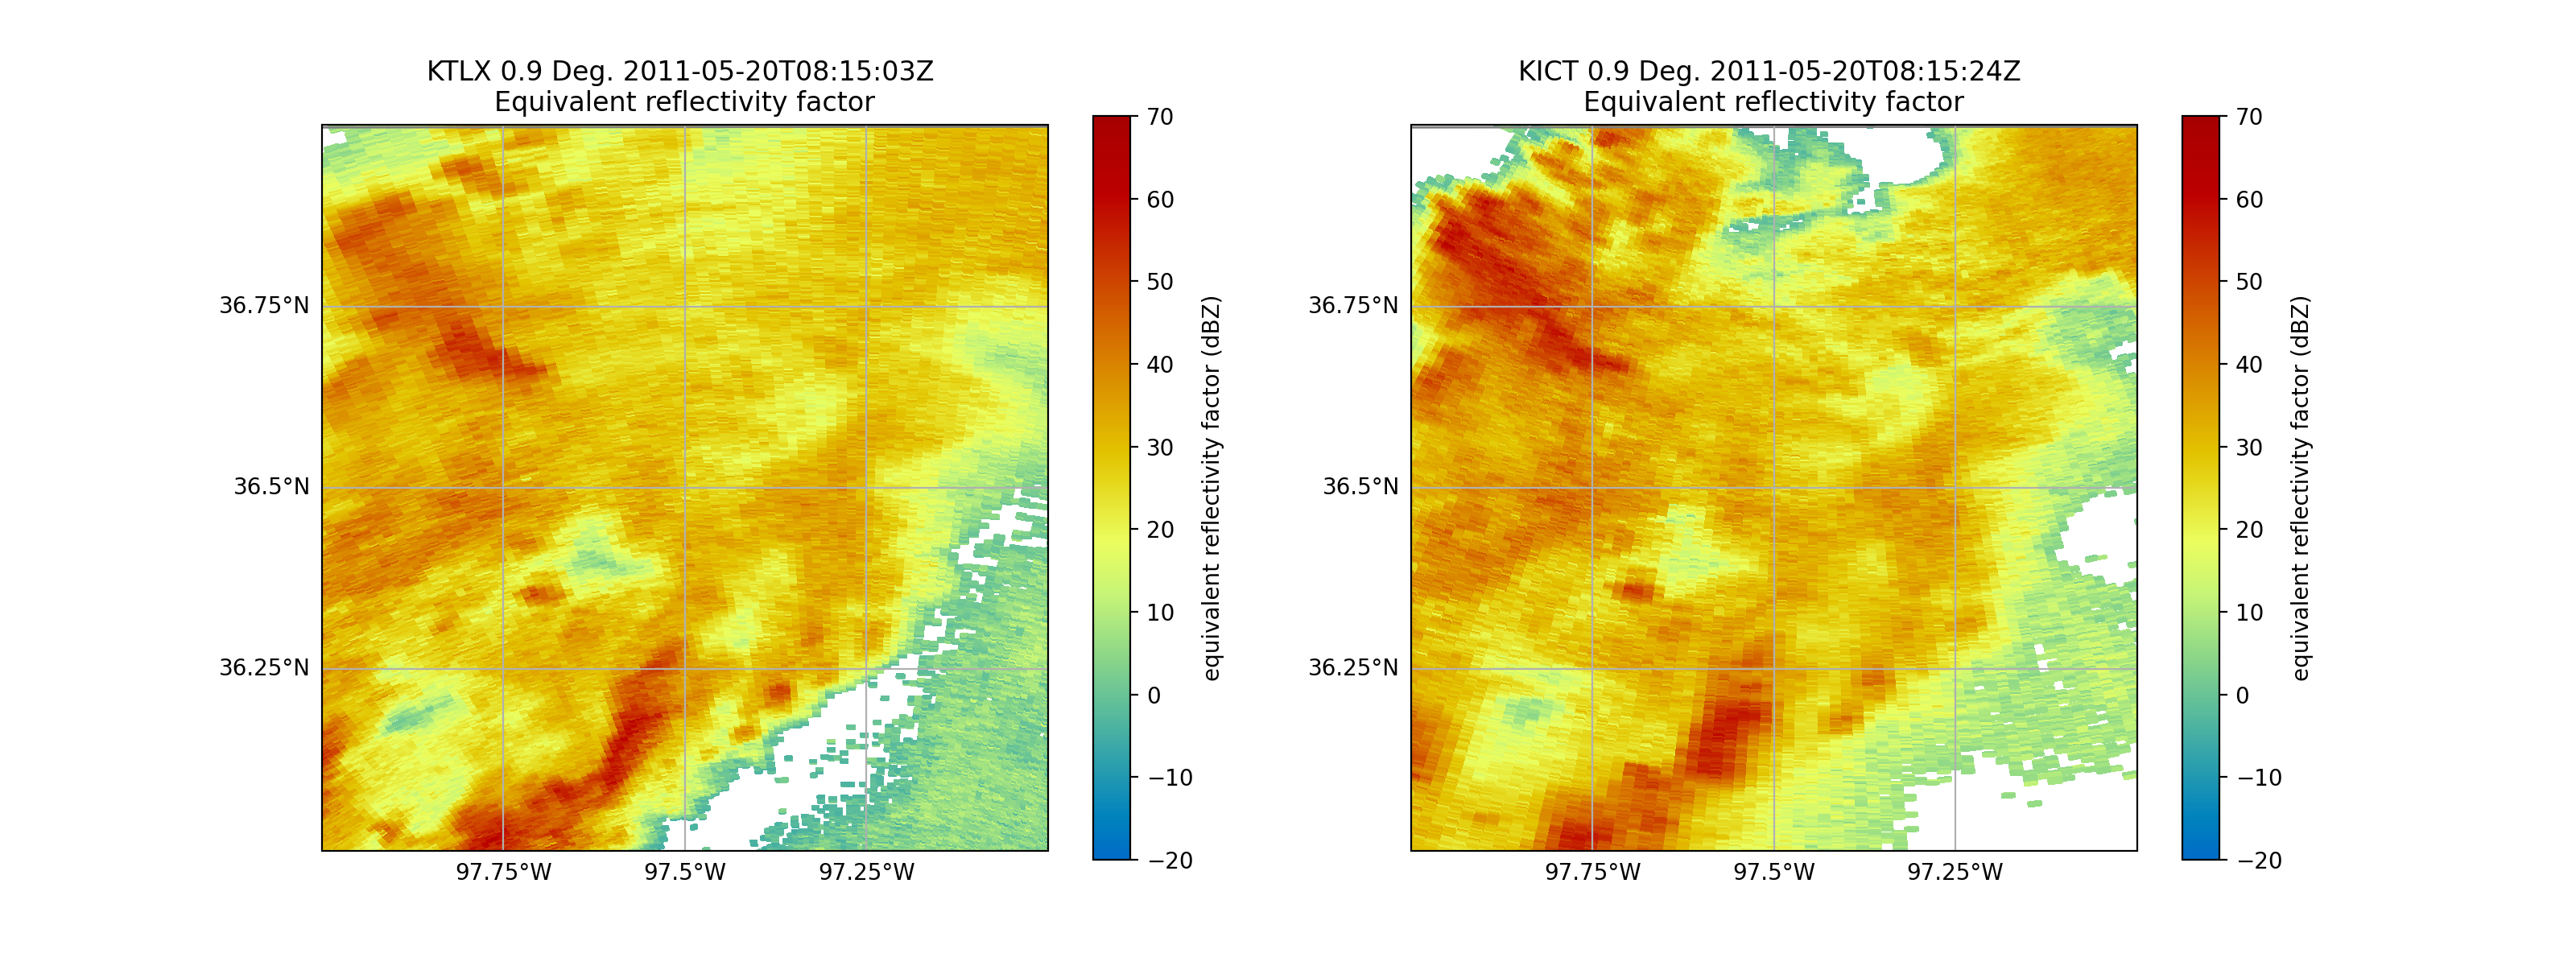 KTLX 0.9 Deg. 2011-05-20T08:15:03Z
Equivalent reflectivity factor
36.75°N
36.5°N
36.25°N
97.75°W
97.5°W
97.25°W
70
60
50
40
30
20
10
0
−10
−20
equivalent reflectivity factor (dBZ)
KICT 0.9 Deg. 2011-05-20T08:15:24Z
Equivalent reflectivity factor
36.75°N
36.5°N
36.25°N
97.75°W
97.5°W
97.25°W
70
60
50
40
30
20
10
0
−10
−20
equivalent reflectivity factor (dBZ)